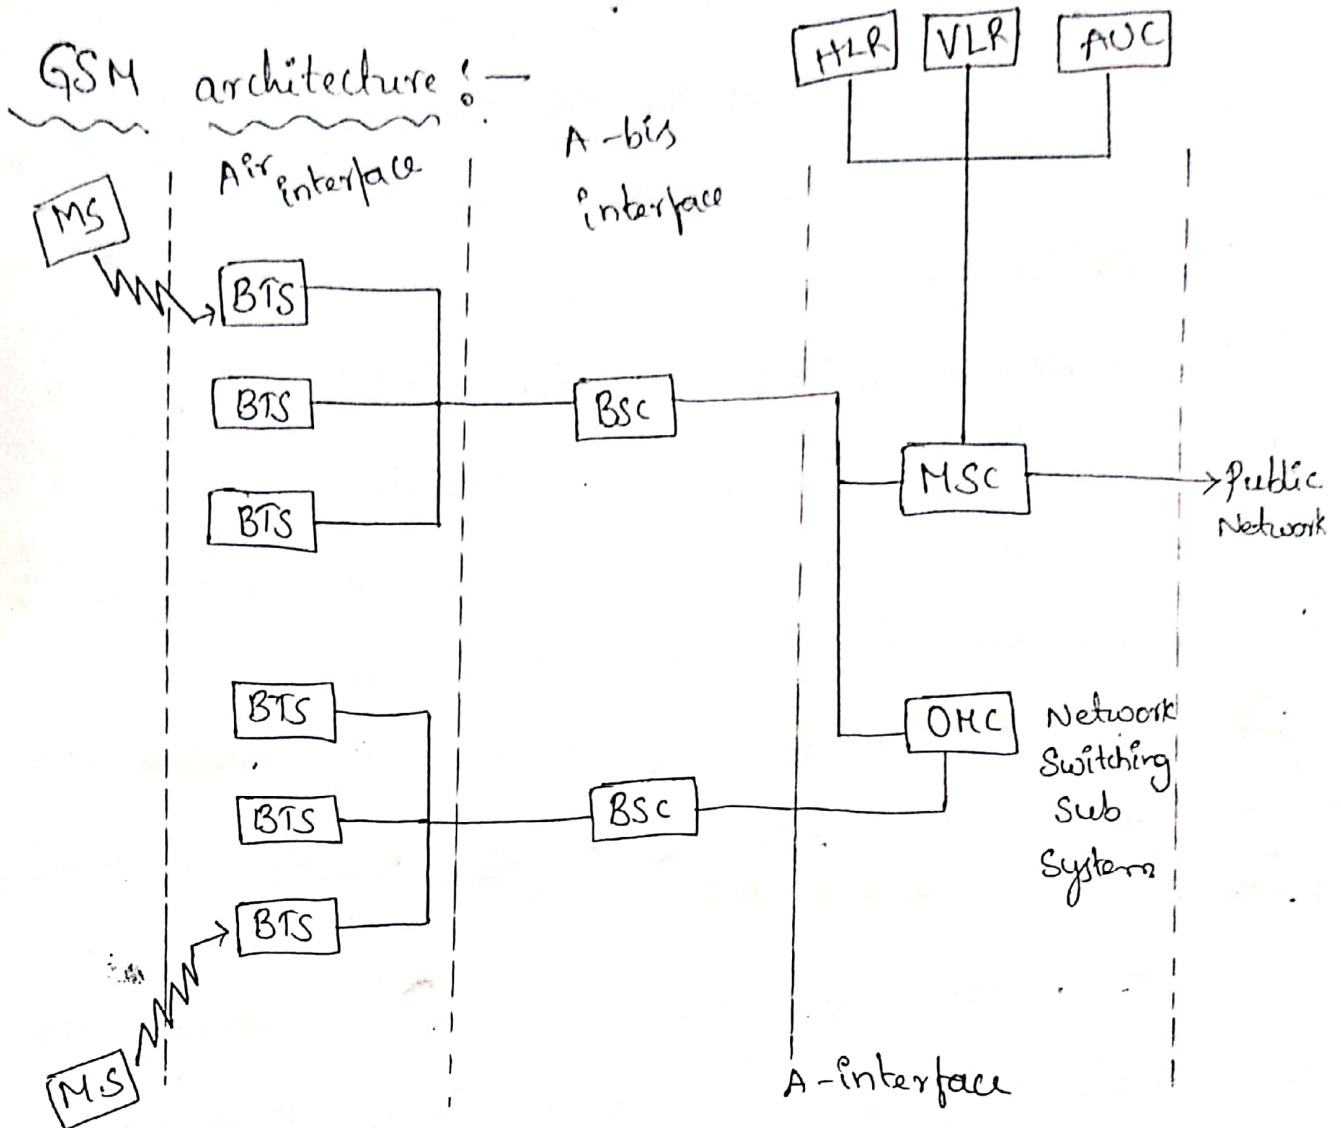 GSM architecture :-
HLR
VLR
AUC
Air interface
A-bis
interface
MS
BTS
BTS
BTS
BSC
MSC
Public
Network
BTS
BTS
BTS
BSC
OMC
Network
Switching
Sub
System
MS
A-interface